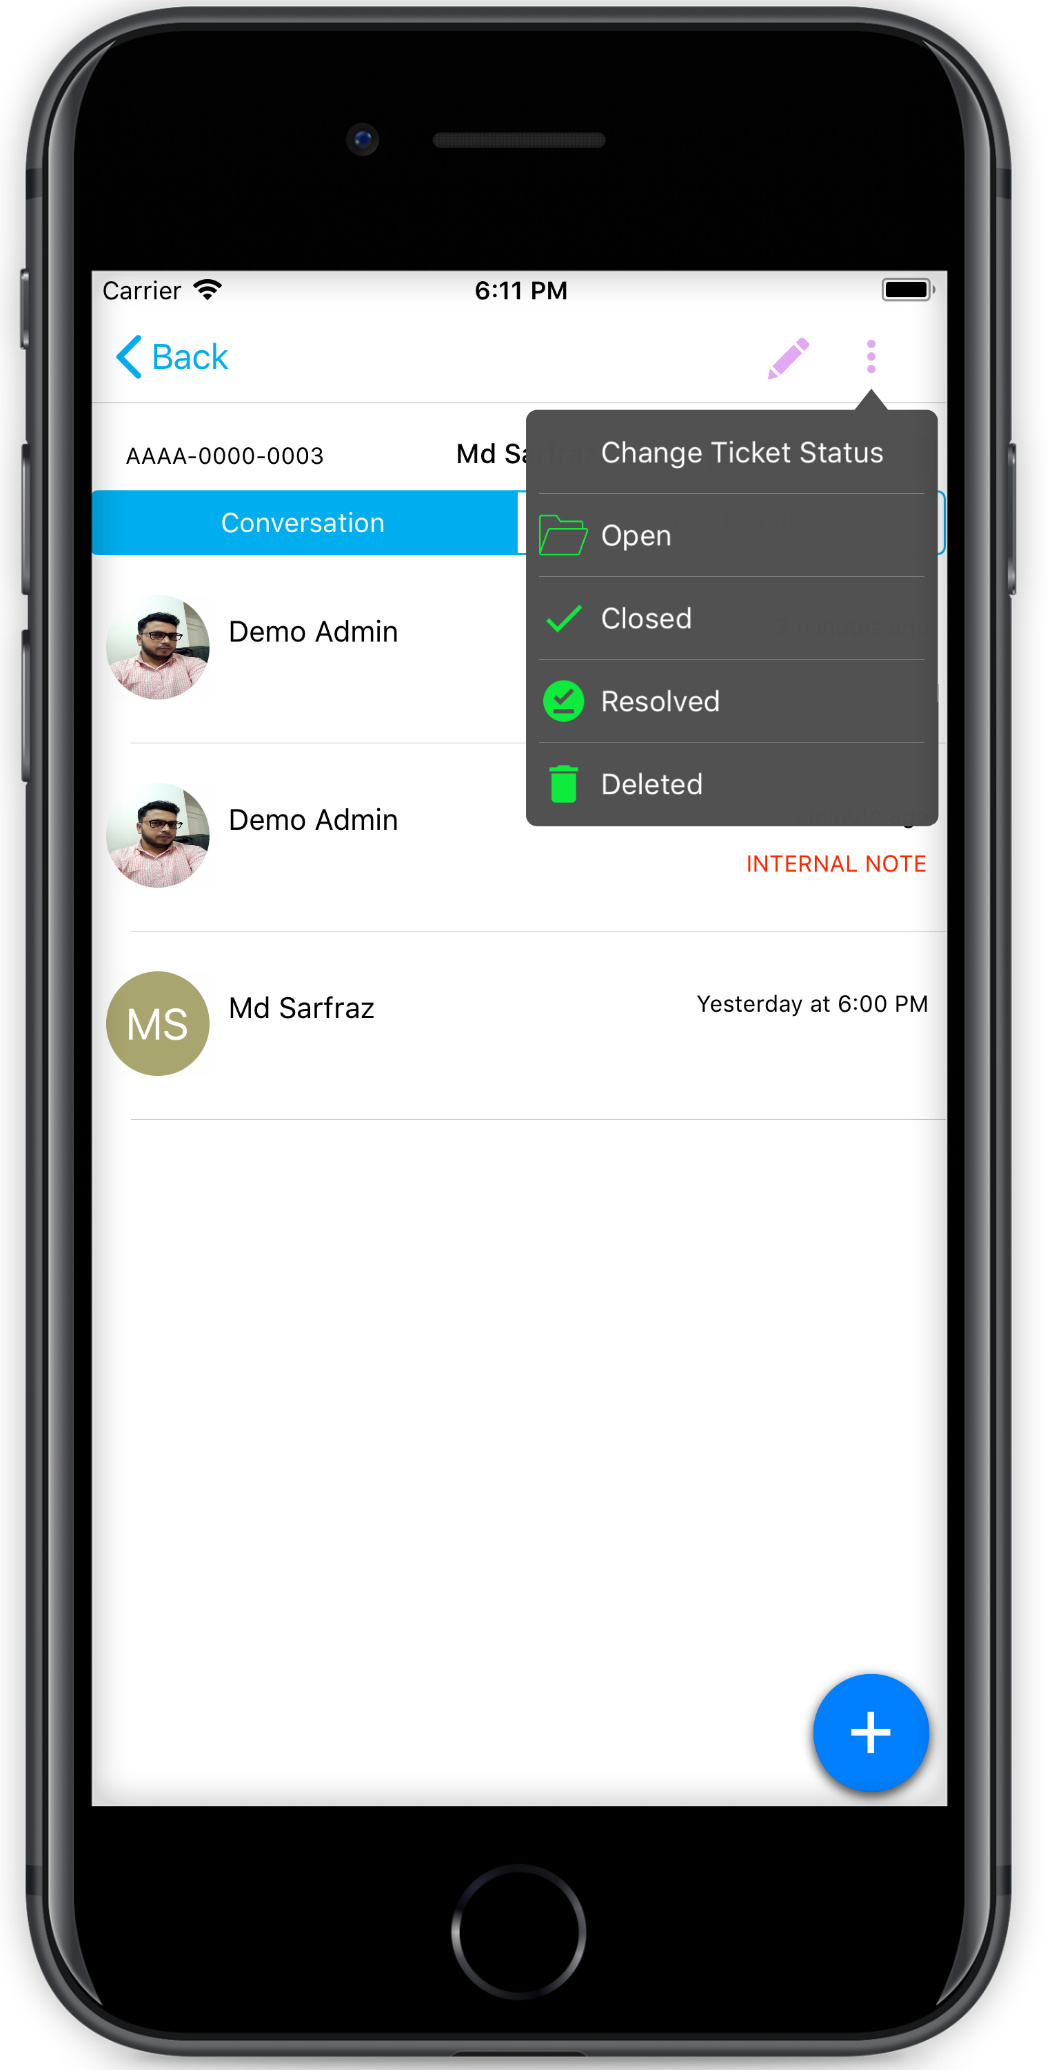 Carrier 6:11 PM
Back
AAAA-0000-0003 Md Sarfraz
Change Ticket Status
Conversation
Open
Closed
Demo Admin
Resolved
Deleted
Demo Admin
INTERNAL NOTE
MS Md Sarfraz Yesterday at 6:00 PM